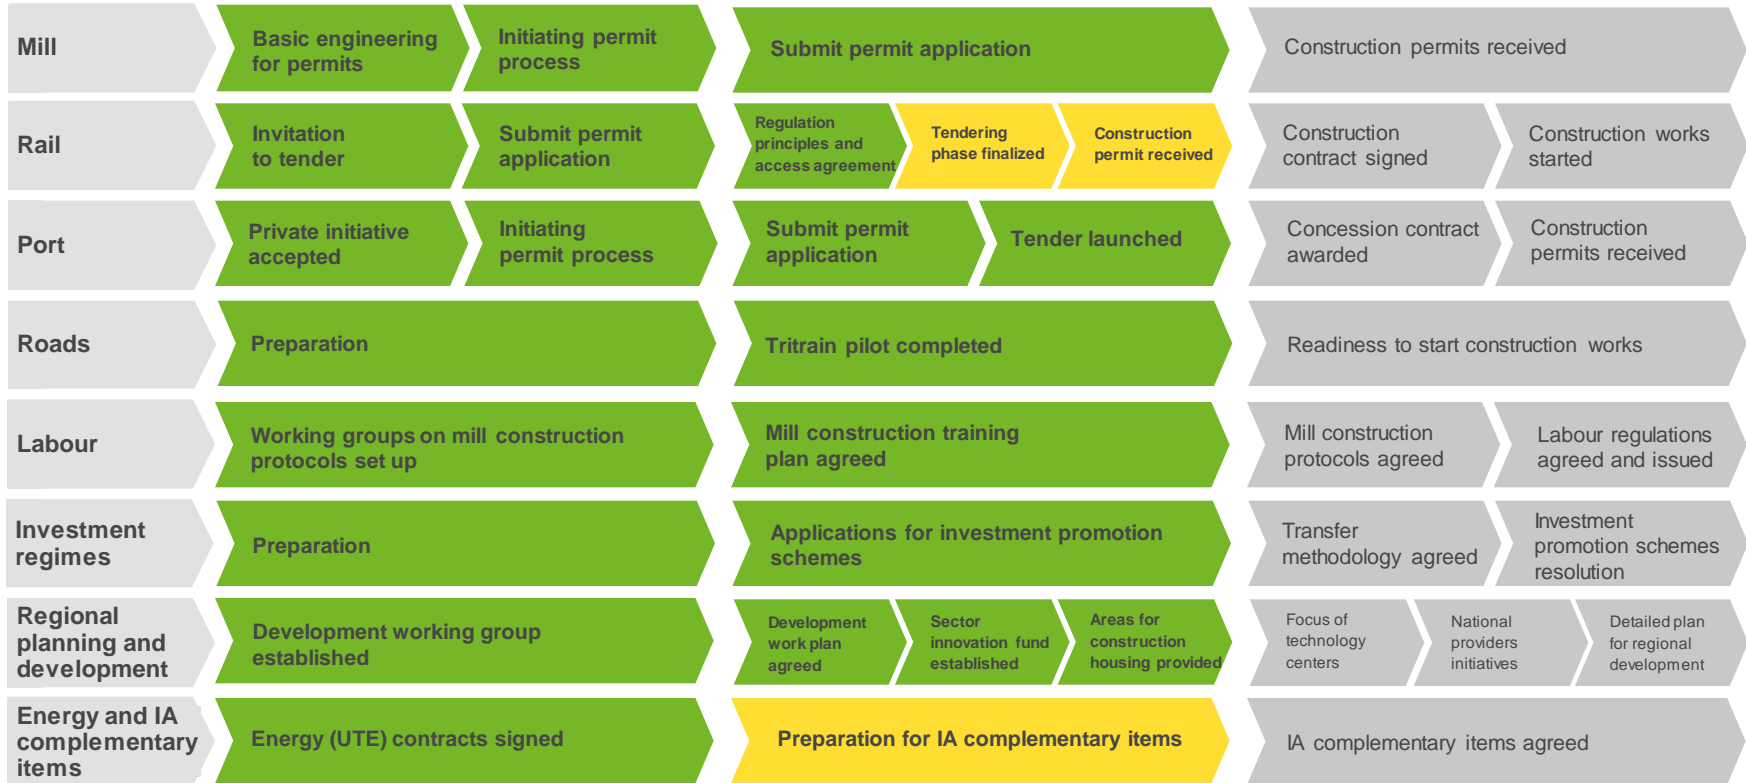 Mill
Basic engineering
for permits
Initiating permit
process
Submit permit application
Construction permits received
Rail
Invitation
to tender
Submit permit
application
Regulation
principles and
access agreement
Tendering
phase finalized
Construction
permit received
Construction
contract signed
Construction works
started
Port
Private initiative
accepted
Initiating
permit process
Submit permit
application
Tender launched
Concession contract
awarded
Construction
permits received
Roads
Preparation
Tritrain pilot completed
Readiness to start construction works
Labour
Working groups on mill construction
protocols set up
Mill construction training
plan agreed
Mill construction
protocols agreed
Labour regulations
agreed and issued
Investment
regimes
Preparation
Applications for investment promotion
schemes
Transfer
methodology agreed
Investment
promotion schemes
resolution
Regional
planning and
development
Development working group
established
Development
work plan
agreed
Sector
innovation fund
established
Areas for
construction
housing provided
Focus of
technology
centers
National
providers
initiatives
Detailed plan
for regional
development
Energy and IA
complementary
items
Energy (UTE) contracts signed
Preparation for IA complementary items
IA complementary items agreed